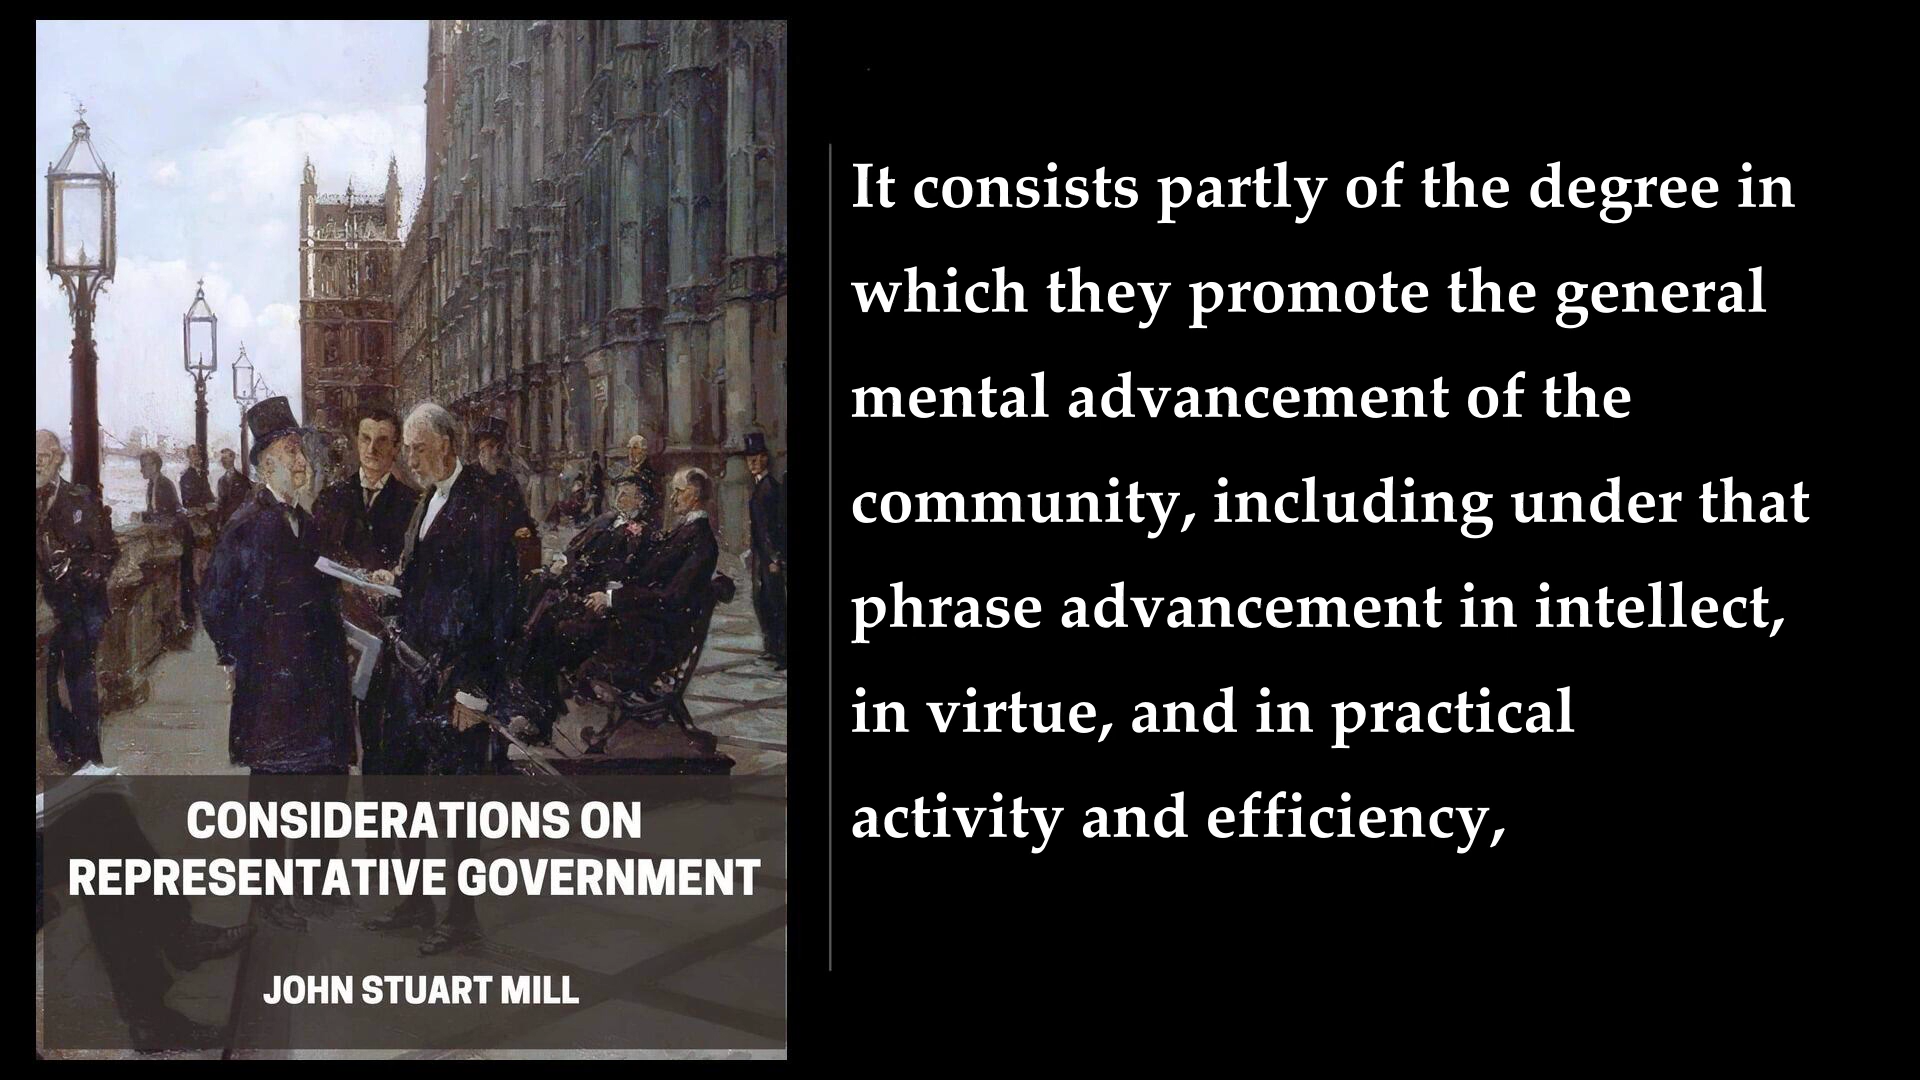 CONSIDERATIONS ON
REPRESENTATIVE GOVERNMENT
JOHN STUART MILL
It consists partly of the degree in
which they promote the general
mental advancement of the
community, including under that
phrase advancement in intellect,
in virtue, and in practical
activity and efficiency,